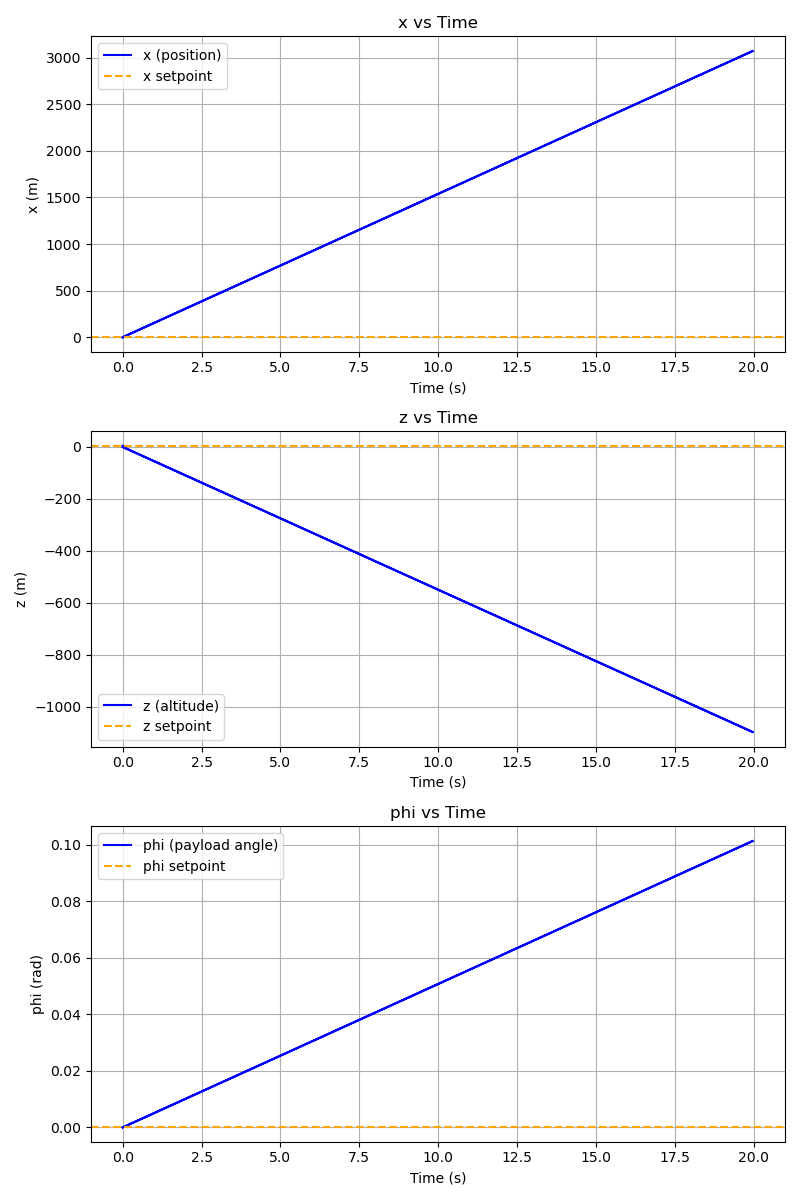 x vs Time
x (position)
x setpoint
3000
2500
2000
1500
1000
500
0
x (m)
0.0 2.5 5.0 7.5 10.0 12.5 15.0 17.5 20.0
Time (s)
z vs Time
0
−200
−400
−600
−800
−1000
z (m)
z (altitude)
z setpoint
0.0 2.5 5.0 7.5 10.0 12.5 15.0 17.5 20.0
Time (s)
phi vs Time
phi (payload angle)
phi setpoint
0.10
0.08
0.06
0.04
0.02
0.00
phi (rad)
0.0 2.5 5.0 7.5 10.0 12.5 15.0 17.5 20.0
Time (s)